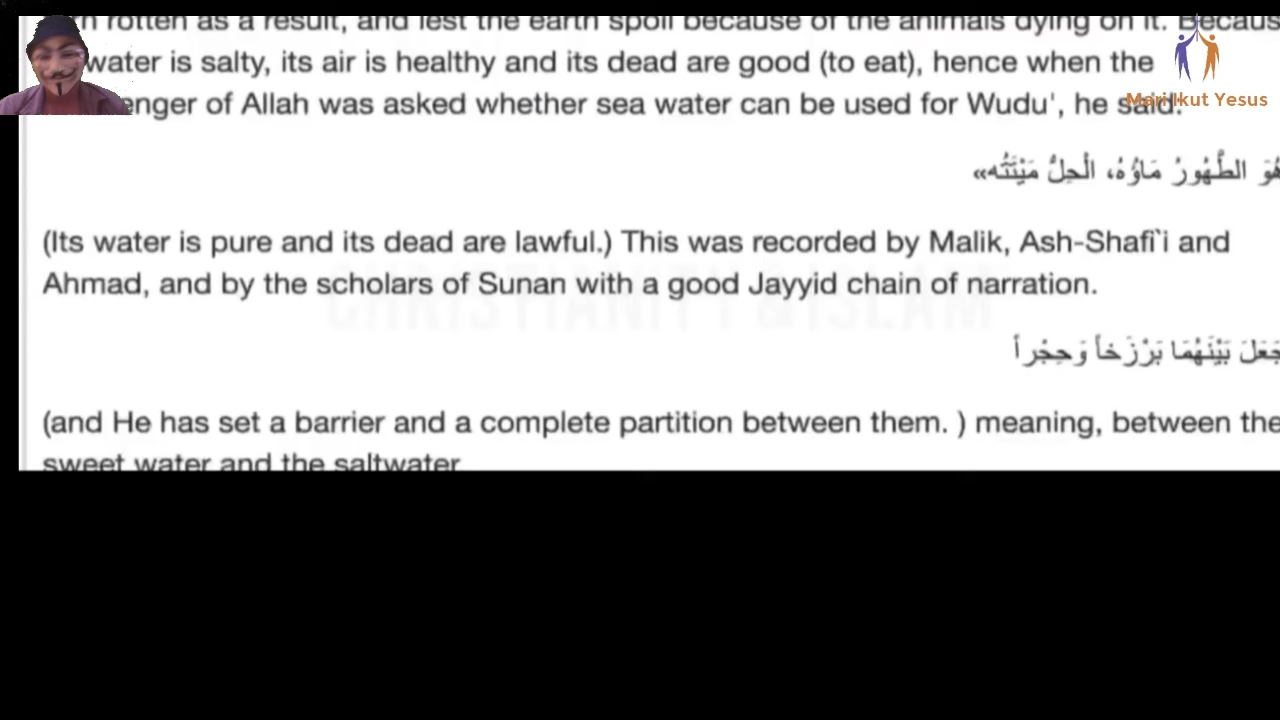 rotten as a result, and lest the earth spoil because of the animals dying on it. Becaus
water is salty, its air is healthy and its dead are good (to eat), hence when the
enger of Allah was asked whether sea water can be used for Wudu', he said:
Mari Ikut Yesus
هُوَ الطَّهُورُ مَاؤُهُ، الْحِلُّ مَيْتَتُه»
(Its water is pure and its dead are lawful.) This was recorded by Malik, Ash-Shafi`i and
Ahmad, and by the scholars of Sunan with a good Jayyid chain of narration.
CHRISTIANITY & ISLAM
جَعَلَ بَيْنَهُمَا بَرْزَخاً وَحِجْراً
(and He has set a barrier and a complete partition between them. ) meaning, between the
sweet water and the saltwater